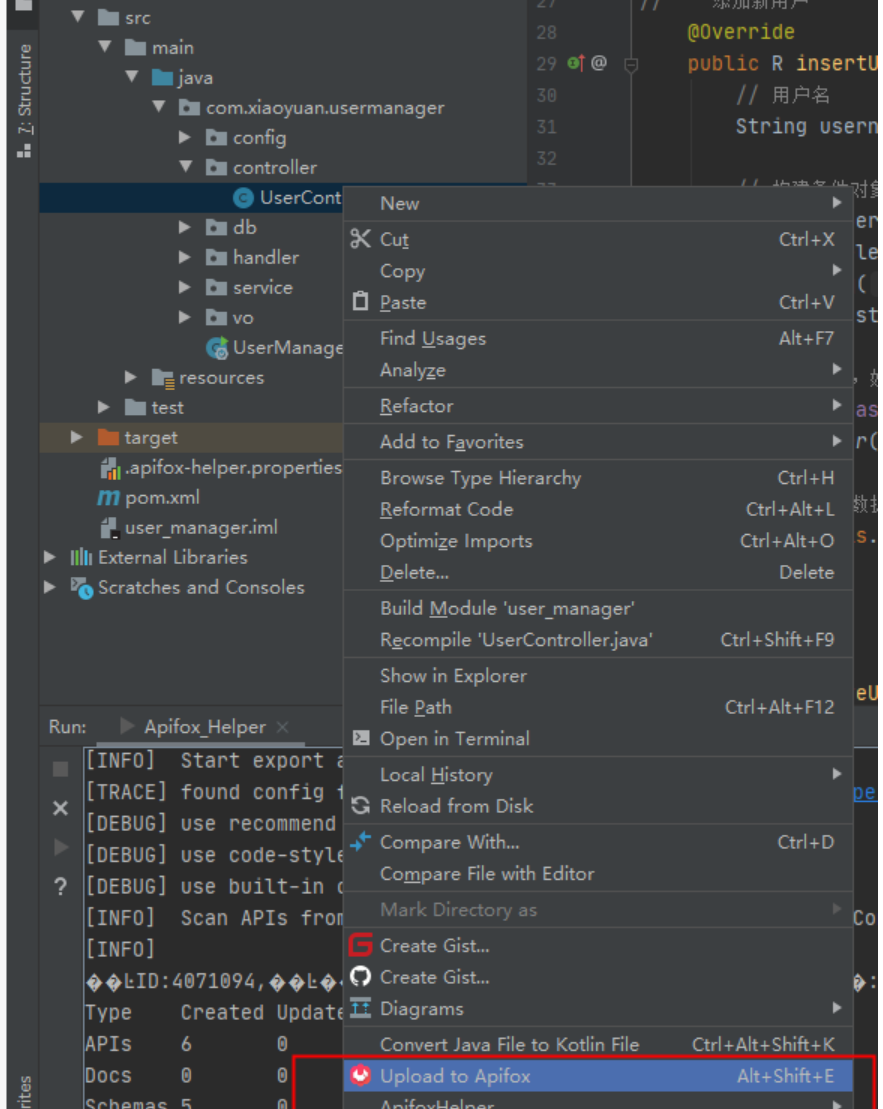 7: Structure
src
main
java
com.xiaoyuan.usermanager
config
controller
UserCont
db
handler
service
vo
UserManage
resources
test
target
.apifox-helper.properties
pom.xml
user_manager.iml
External Libraries
Scratches and Consoles
27 // 添加新用户
28 @Override
29 public R insertU
30 // 用户名
31 String usern
32
New
Cut Ctrl+X
Copy
Paste Ctrl+V
Find Usages Alt+F7
Analyze
Refactor
Add to Favorites
Browse Type Hierarchy Ctrl+H
Reformat Code Ctrl+Alt+L
Optimize Imports Ctrl+Alt+O
Delete... Delete
Build Module 'user_manager'
Recompile 'UserController.java' Ctrl+Shift+F9
Show in Explorer
File Path Ctrl+Alt+F12
Open in Terminal
Local History
Reload from Disk
Compare With... Ctrl+D
Compare File with Editor
Mark Directory as
Create Gist...
Create Gist...
Diagrams
Convert Java File to Kotlin File Ctrl+Alt+Shift+K
Upload to Apifox Alt+Shift+E
ApifoxHelper
Run: Apifox_Helper
[INFO] Start export a
[TRACE] found config f
[DEBUG] use recommend
[DEBUG] use code-style
[DEBUG] use built-in c
[INFO] Scan APIs from
[INFO]
ID:4071094,
Type Created Update
APIs 6 0
Docs 0 0
Schemas 5 0